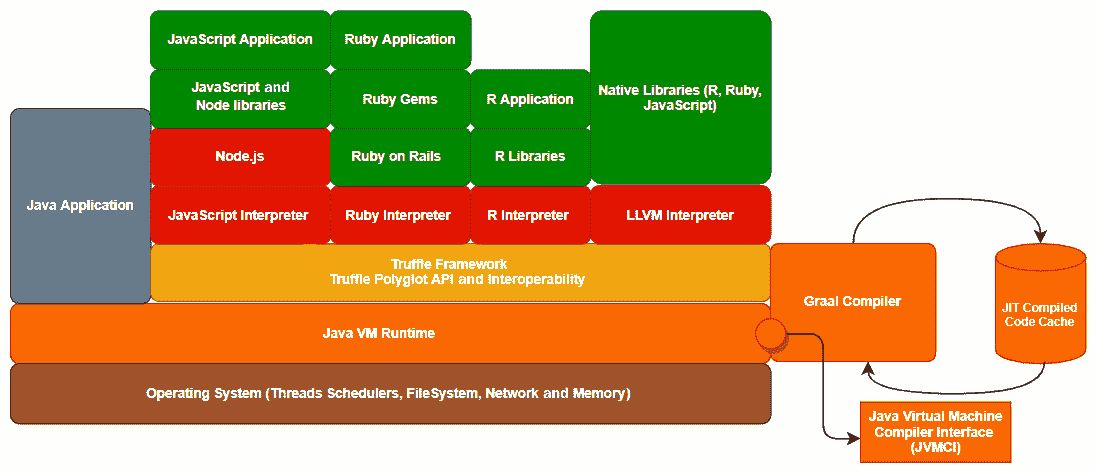 JavaScript Application
Ruby Application
JavaScript and
Node libraries
Ruby Gems
R Application
Native Libraries (R, Ruby,
JavaScript)
Node.js
Ruby on Rails
R Libraries
Java Application
JavaScript Interpreter
Ruby Interpreter
R Interpreter
LLVM Interpreter
Truffle Framework
Truffle Polyglot API and Interoperability
Graal Compiler
JIT Compiled
Code Cache
Java VM Runtime
Operating System (Threads Schedulers, FileSystem, Network and Memory)
Java Virtual Machine
Compiler Interface
(JVMCI)